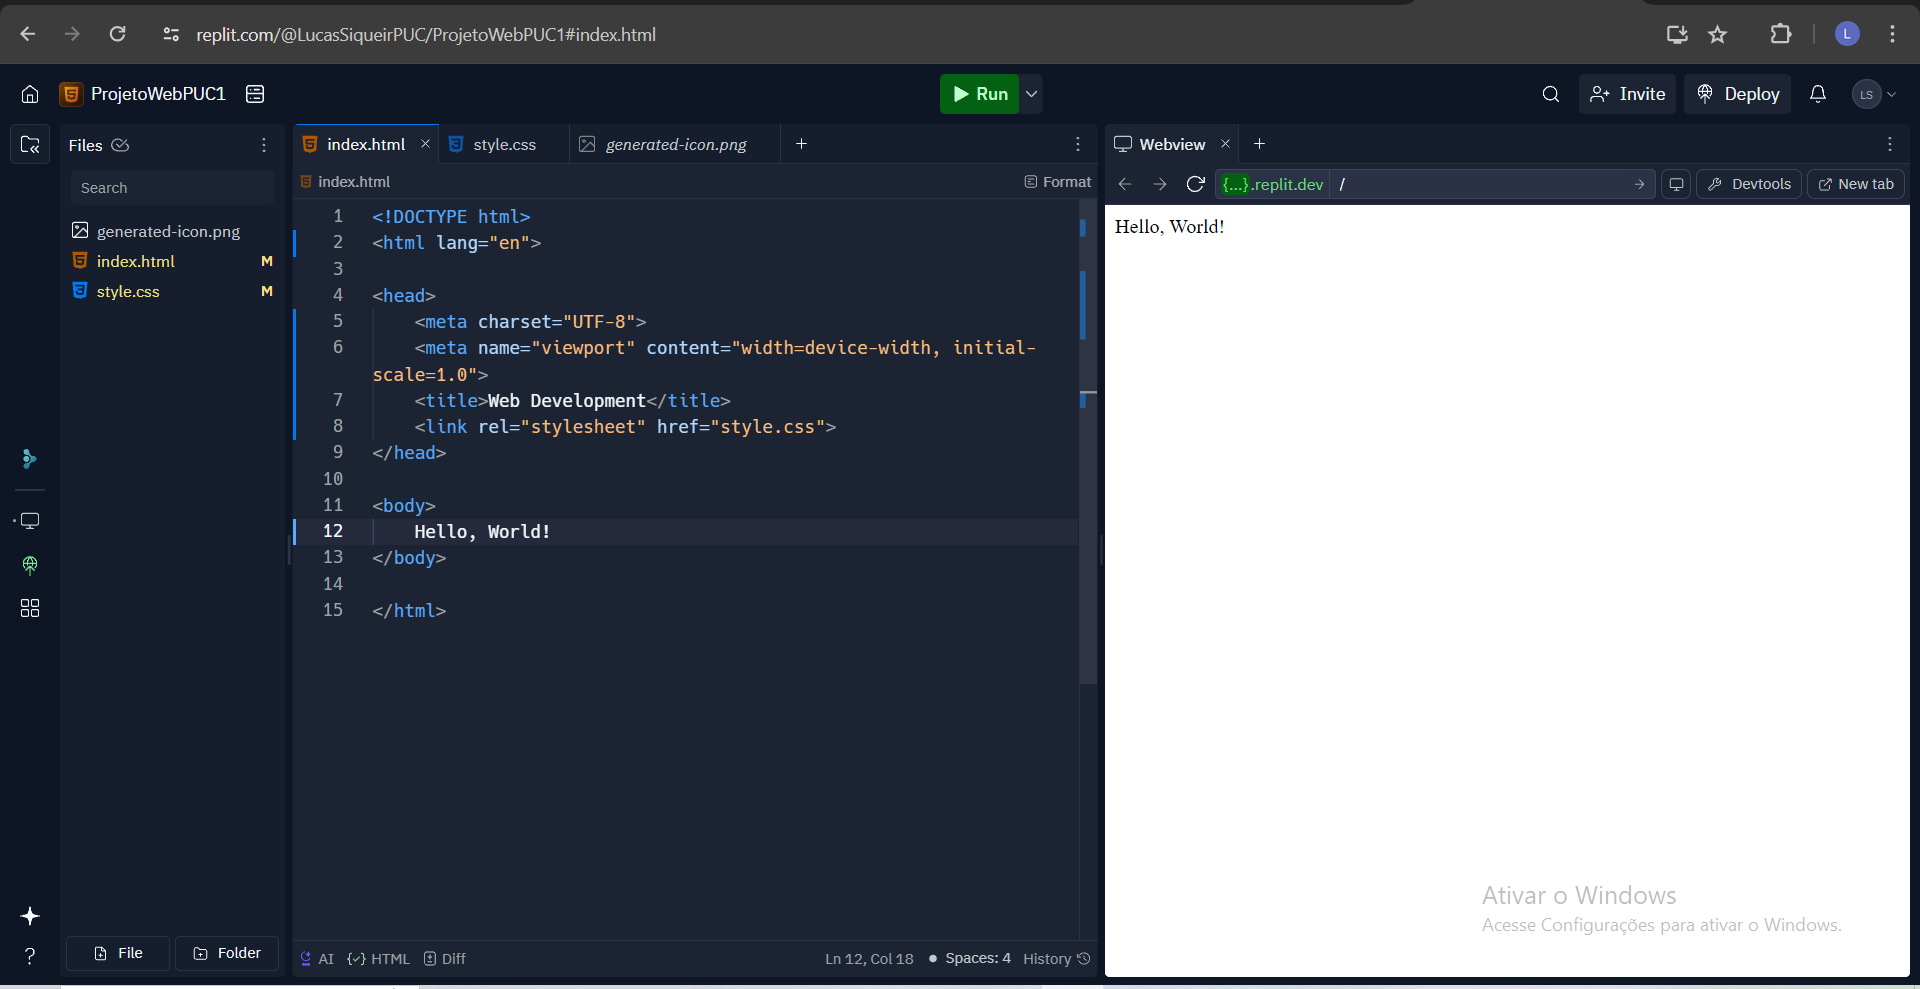 replit.com/@LucasSiqueirPUC/ProjetoWebPUC1#index.html
L
ProjetoWebPUC1
Run
Invite
Deploy
LS
Files
Search
generated-icon.png
index.html M
style.css M
File
Folder
index.html
style.css
generated-icon.png
index.html
Format
1 <!DOCTYPE html>
2 <html lang="en">
3
4 <head>
5 <meta charset="UTF-8">
6 <meta name="viewport" content="width=device-width, initial-
scale=1.0">
7 <title>Web Development</title>
8 <link rel="stylesheet" href="style.css">
9 </head>
10
11 <body>
12 Hello, World!
13 </body>
14
15 </html>
AI
HTML
Diff
Ln 12, Col 18
Spaces: 4
History
Webview
{...}.replit.dev /
Devtools
New tab
Hello, World!
Ativar o Windows
Acesse Configurações para ativar o Windows.